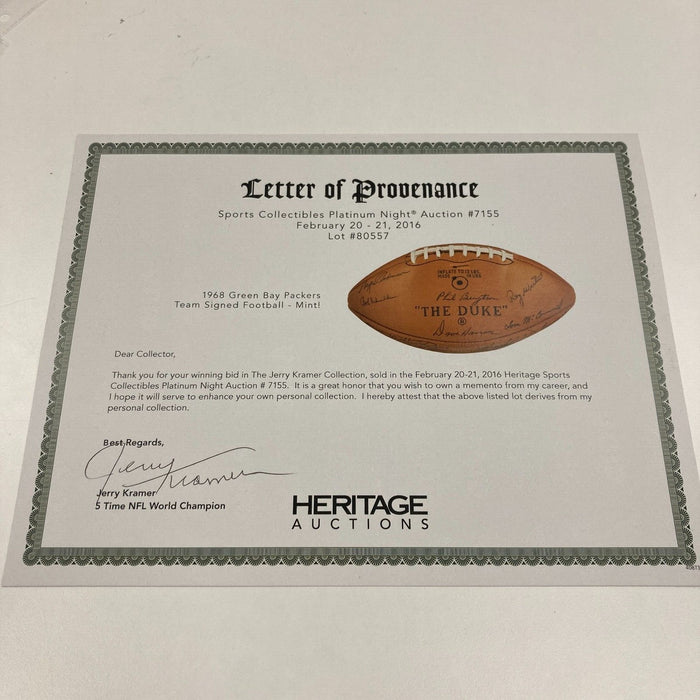 Letter of Provenance
Sports Collectibles Platinum Night® Auction #7155
February 20 - 21, 2016
Lot #80557
1968 Green Bay Packers
Team Signed Football - Mint!
MADE
IN USA
Phil Bengtson
"THE DUKE"
®
Dear Collector,
Thank you for your winning bid in The Jerry Kramer Collection, sold in the February 20-21, 2016 Heritage Sports
Collectibles Platinum Night Auction # 7155. It is a great honor that you wish to own a memento from my career, and
I hope it will serve to enhance your own personal collection. I hereby attest that the above listed lot derives from my
personal collection.
Best Regards,
Jerry Kramer
Jerry Kramer
5 Time NFL World Champion
HERITAGE
AUCTIONS